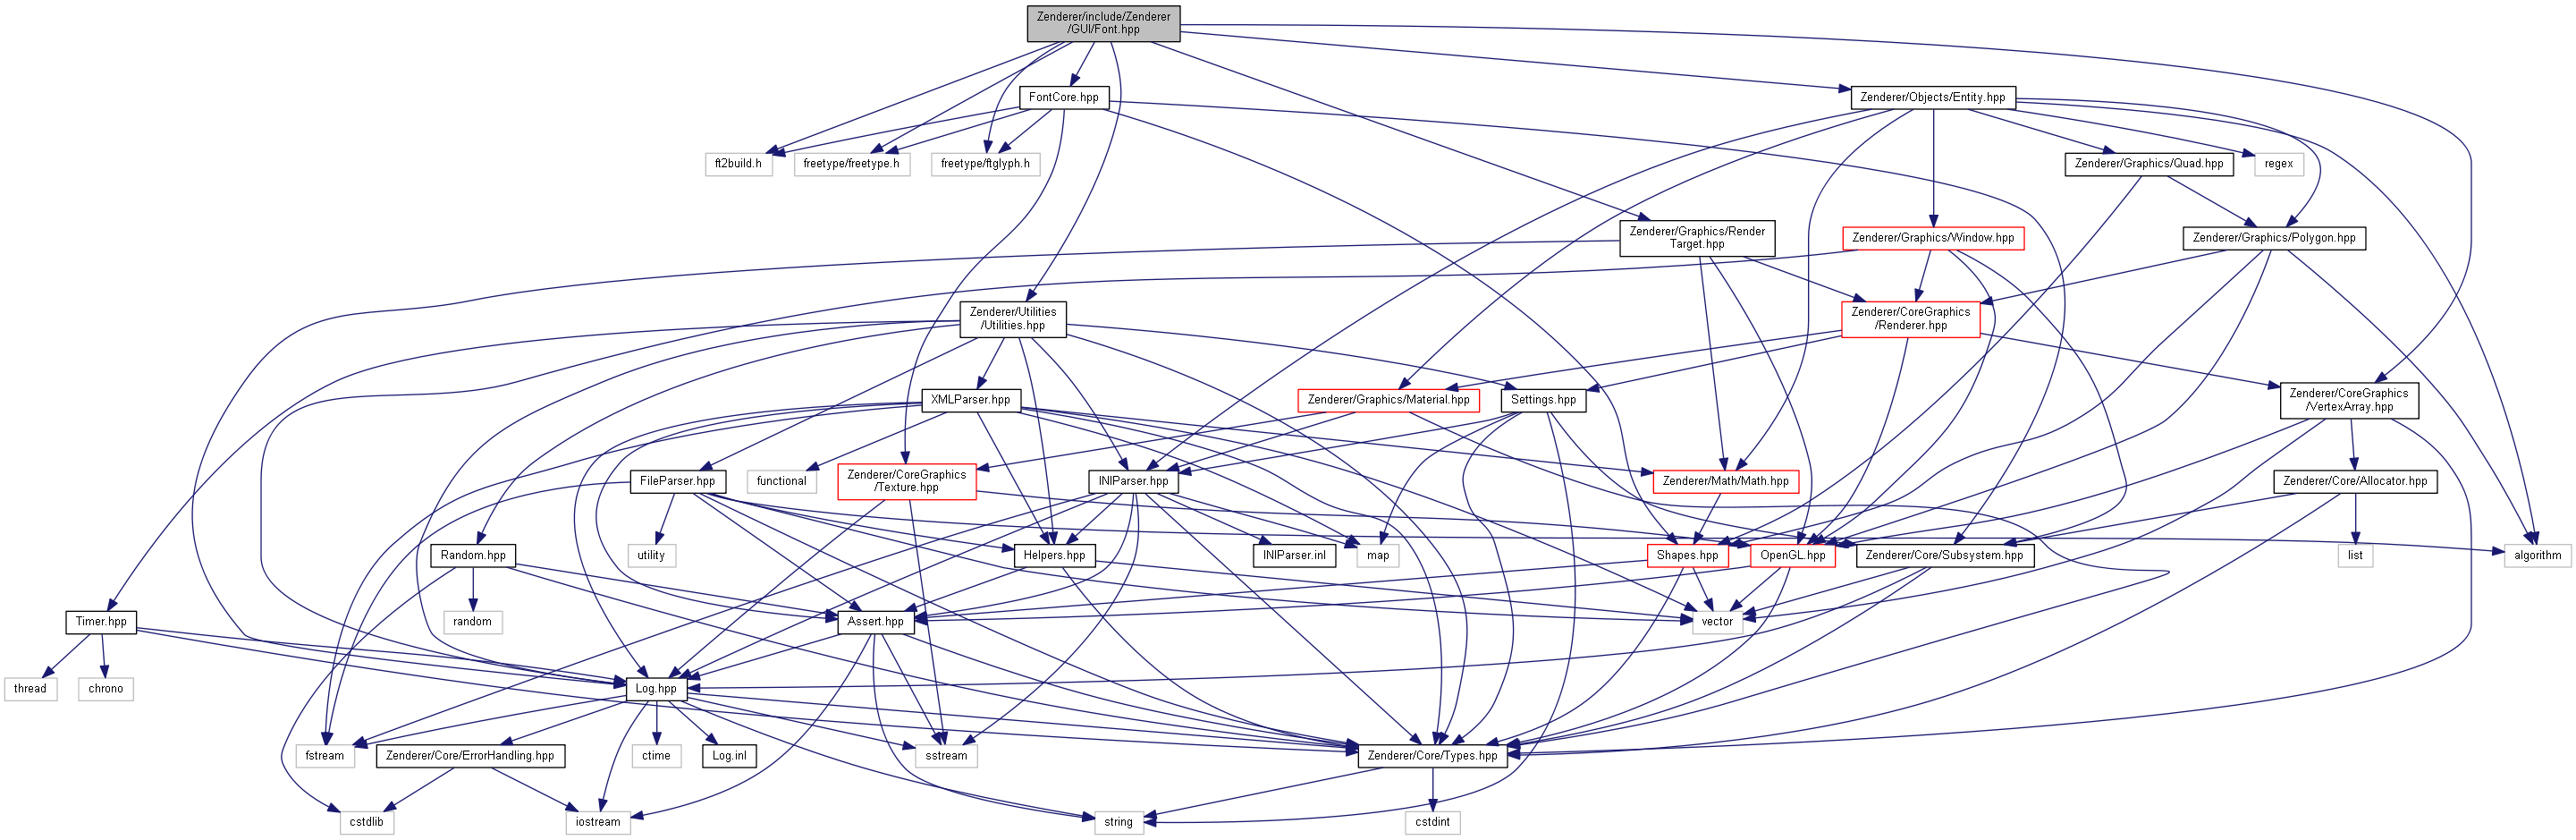 Zenderer/include/Zenderer
/GUI/Font.hpp
FontCore.hpp
Zenderer/Objects/Entity.hpp
ft2build.h
freetype/freetype.h
freetype/ftglyph.h
Zenderer/Graphics/Quad.hpp
regex
Zenderer/Graphics/Render
Target.hpp
Zenderer/Graphics/Window.hpp
Zenderer/Graphics/Polygon.hpp
Zenderer/Utilities
/Utilities.hpp
Zenderer/CoreGraphics
/Renderer.hpp
XMLParser.hpp
Zenderer/Graphics/Material.hpp
Settings.hpp
Zenderer/CoreGraphics
/VertexArray.hpp
FileParser.hpp
functional
Zenderer/CoreGraphics
/Texture.hpp
INIParser.hpp
Zenderer/Math/Math.hpp
Zenderer/Core/Allocator.hpp
Random.hpp
utility
Helpers.hpp
INIParser.inl
map
Shapes.hpp
OpenGL.hpp
Zenderer/Core/Subsystem.hpp
list
algorithm
Timer.hpp
random
Assert.hpp
vector
thread
chrono
Log.hpp
fstream
Zenderer/Core/ErrorHandling.hpp
ctime
Log.inl
sstream
Zenderer/Core/Types.hpp
cstdlib
iostream
string
cstdint